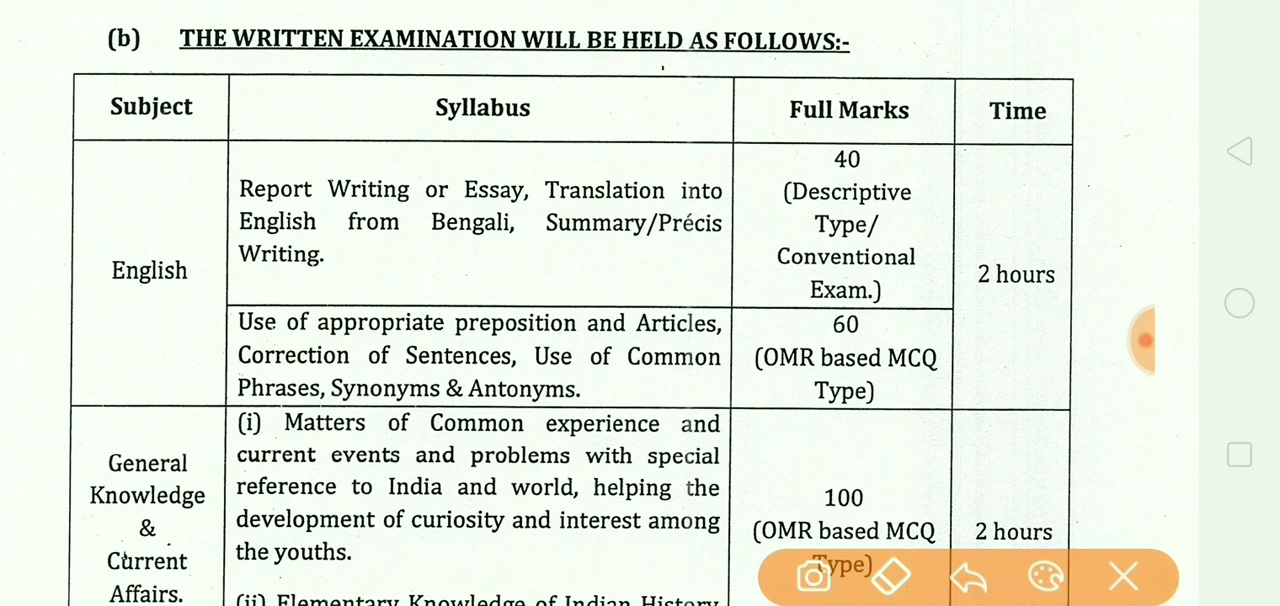 (b) THE WRITTEN EXAMINATION WILL BE HELD AS FOLLOWS:-
Subject
Syllabus
Full Marks
Time
English
Report Writing or Essay, Translation into
English from Bengali, Summary/Précis
Writing.
40
(Descriptive
Type/
Conventional
Exam.)
2 hours
Use of appropriate preposition and Articles,
Correction of Sentences, Use of Common
Phrases, Synonyms & Antonyms.
60
(OMR based MCQ
Type)
General
Knowledge
&
Current
Affairs.
(i) Matters of Common experience and
current events and problems with special
reference to India and world, helping the
development of curiosity and interest among
the youths.
(ii) Elementary Knowledge of Indian History,
100
(OMR based MCQ
Type)
2 hours